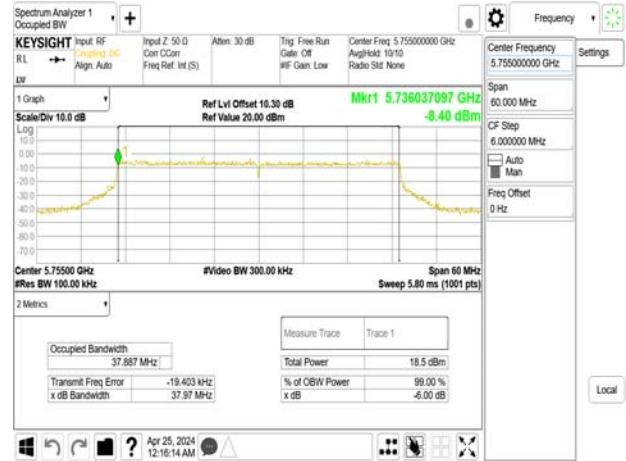 Spectrum Analyzer 1
Occupied BW
Frequency
KEYSIGHT
Input: RF
Input Z: 50 Ω
Atten: 30 dB
Trig: Free Run
Center Freq: 5.755000000 GHz
RL
Coupling: DC
Corr CCorr
Gate: Off
Avg|Hold: 10/10
Align: Auto
Freq Ref: Int (S)
#IF Gain: Low
Radio Std: None
Center Frequency
5.755000000 GHz
Settings
Span
60.000 MHz
CF Step
6.000000 MHz
Auto
Man
Freq Offset
0 Hz
Local
1 Graph
Ref Lvl Offset 10.30 dB
Mkr1 5.736037097 GHz
Scale/Div 10.0 dB
Ref Value 20.00 dBm
-8.40 dBm
Log
10.0
0.00
-10.0
-20.0
-30.0
-40.0
-50.0
-60.0
-70.0
1
Center 5.75500 GHz
#Video BW 300.00 kHz
Span 60 MHz
#Res BW 100.00 kHz
Sweep 5.80 ms (1001 pts)
2 Metrics
Measure Trace
Trace 1
Occupied Bandwidth
37.887 MHz
Total Power
18.5 dBm
Transmit Freq Error
-19.403 kHz
% of OBW Power
99.00 %
x dB Bandwidth
37.97 MHz
x dB
-6.00 dB
Apr 25, 2024
12:16:14 AM